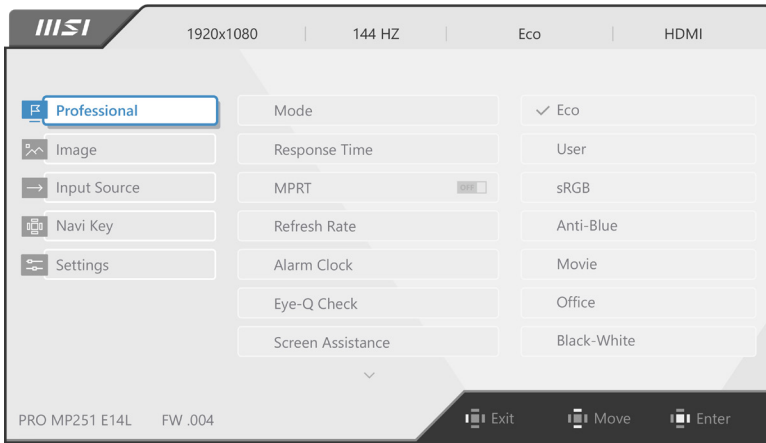 msi 1920x1080 144 HZ Eco HDMI
Professional Mode Eco
Image Response Time User
Input Source MPRT OFF sRGB
Navi Key Refresh Rate Anti-Blue
Settings Alarm Clock Movie
Eye-Q Check Office
Screen Assistance Black-White
PRO MP251 E14L FW .004 Exit Move Enter